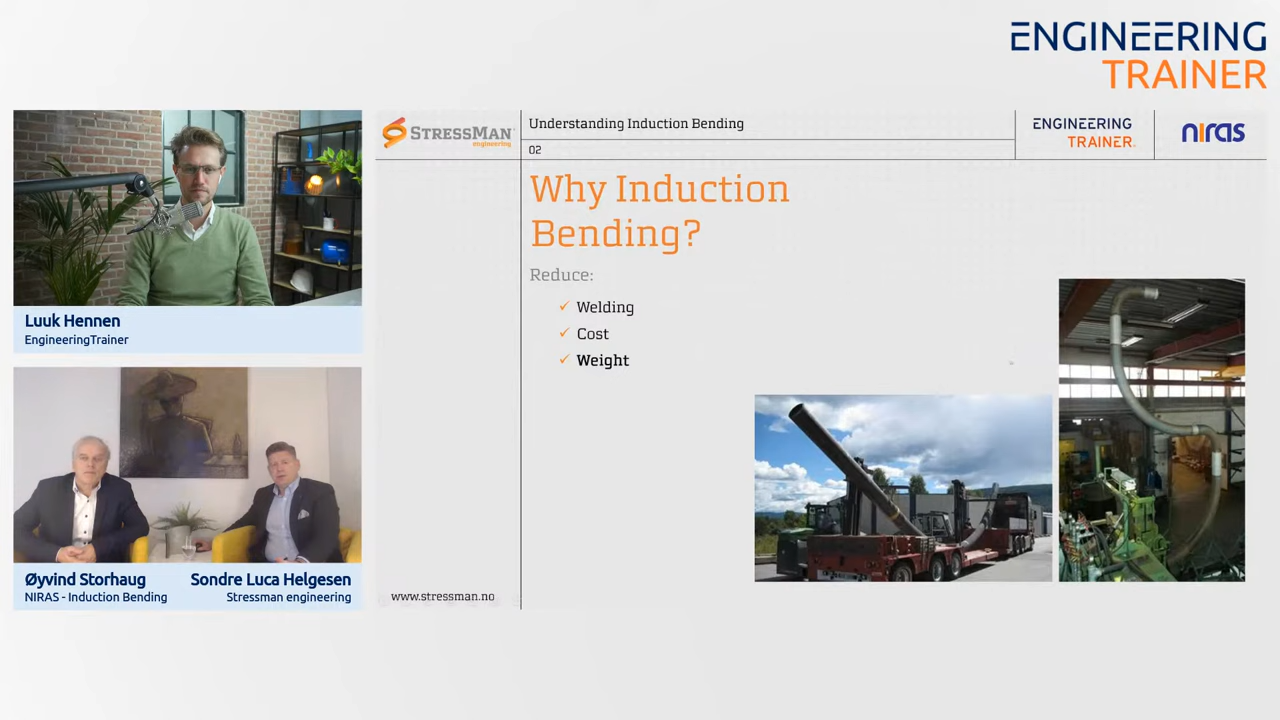 ENGINEERING
TRAINER
STRESSMAN
engineering
Understanding Induction Bending
02
ENGINEERING
TRAINER
niras
Why Induction
Bending?
Reduce:
✓ Welding
✓ Cost
✓ Weight
www.stressman.no
Luuk Hennen
EngineeringTrainer
Øyvind Storhaug
NIRAS - Induction Bending
Sondre Luca Helgesen
Stressman engineering